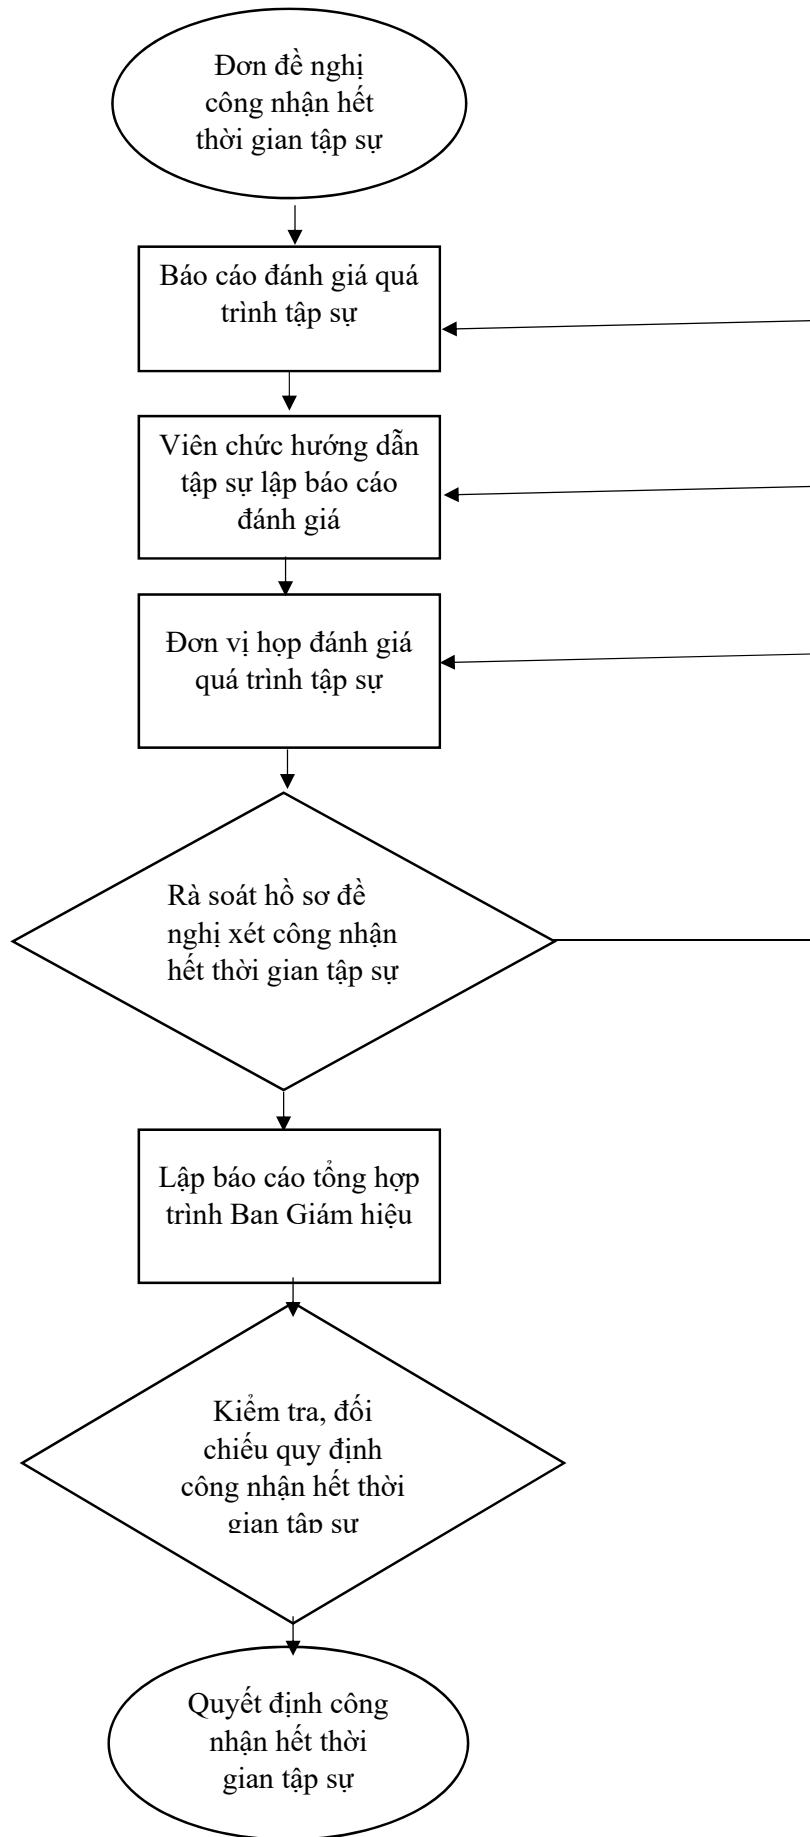 Đơn đề nghị
công nhận hết
thời gian tập sự
Báo cáo đánh giá quá
trình tập sự
Viên chức hướng dẫn
tập sự lập báo cáo
đánh giá
Đơn vị họp đánh giá
quá trình tập sự
Rà soát hồ sơ đề
nghị xét công nhận
hết thời gian tập sự
Lập báo cáo tổng hợp
trình Ban Giám hiệu
Kiểm tra, đối
chiếu quy định
công nhận hết thời
gian tập sự
Quyết định công
nhận hết thời
gian tập sự